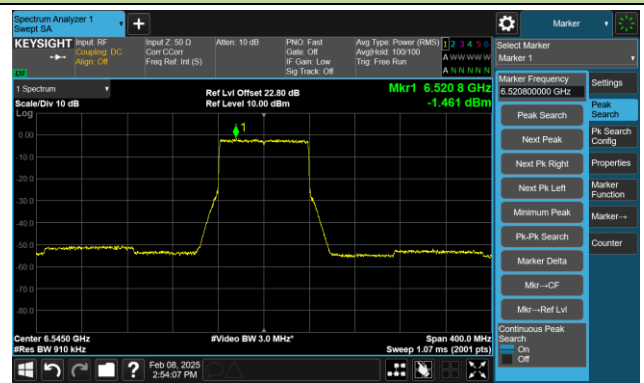 Spectrum Analyzer 1
Swept SA
+
Marker
KEYSIGHT
Input: RF
Coupling: DC
Align: Off
Input Z: 50 Ω
Corr CCorr
Freq Ref: Int (S)
Atten: 10 dB
PNO: Fast
Gate: Off
IF Gain: Low
Sig Track: Off
Avg Type: Power (RMS)
Avg|Hold: 100/100
Trig: Free Run
1 2 3 4 5 6
A W W W W W
A N N N N N
Select Marker
Marker 1
1 Spectrum
Scale/Div 10 dB
Log
Ref Lvl Offset 22.80 dB
Ref Level 10.00 dBm
Mkr1 6.520 8 GHz
-1.461 dBm
1
0.00
-10.0
-20.0
-30.0
-40.0
-50.0
-60.0
-70.0
-80.0
Center 6.5450 GHz
#Res BW 910 kHz
#Video BW 3.0 MHz*
Span 400.0 MHz
Sweep 1.07 ms (2001 pts)
Marker Frequency
6.520800000 GHz
Peak Search
Next Peak
Next Pk Right
Next Pk Left
Minimum Peak
Pk-Pk Search
Marker Delta
Mkr→CF
Mkr→Ref Lvl
Continuous Peak
Search
On
Off
Settings
Peak
Search
Pk Search
Config
Properties
Marker
Function
Marker→
Counter
?
Feb 08, 2025
2:54:07 PM